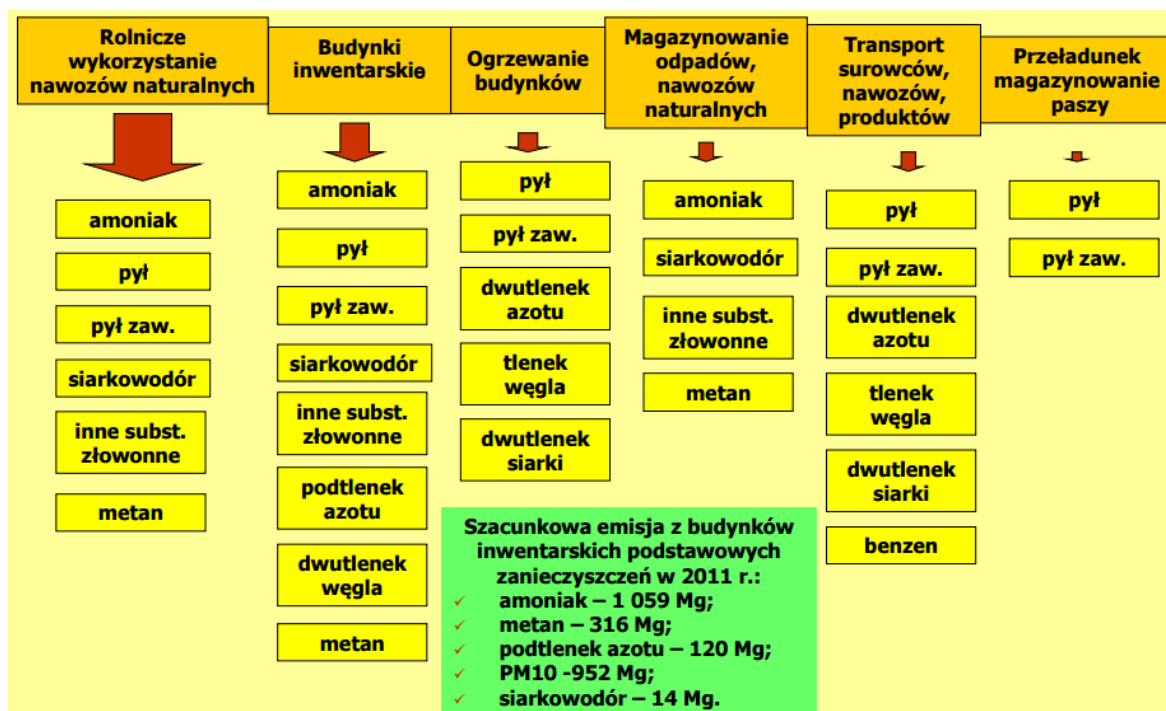 Rolnicze
wykorzystanie
nawozów naturalnych
amoniak
pył
pył zaw.
siarkowodór
inne subst.
złowonne
metan
Budynki
inwentarskie
amoniak
pył
pył zaw.
siarkowodór
inne subst.
złowonne
podtlenek
azotu
dwutlenek
węgla
metan
Ogrzewanie
budynków
pył
pył zaw.
dwutlenek
azotu
tlenek
węgla
dwutlenek
siarki
Magazynowanie
odpadów,
nawozów
naturalnych
amoniak
siarkowodór
inne subst.
złowonne
metan
Transport
surowców,
nawozów,
produktów
pył
pył zaw.
dwutlenek
azotu
tlenek
węgla
dwutlenek
siarki
benzen
Przeładunek
magazynowanie
paszy
pył
pył zaw.
Szacunkowa emisja z budynków
inwentarskich podstawowych
zanieczyszczeń w 2011 r.:
✓ amoniak – 1 059 Mg;
✓ metan – 316 Mg;
✓ podtlenek azotu – 120 Mg;
✓ PM10 -952 Mg;
✓ siarkowodór – 14 Mg.